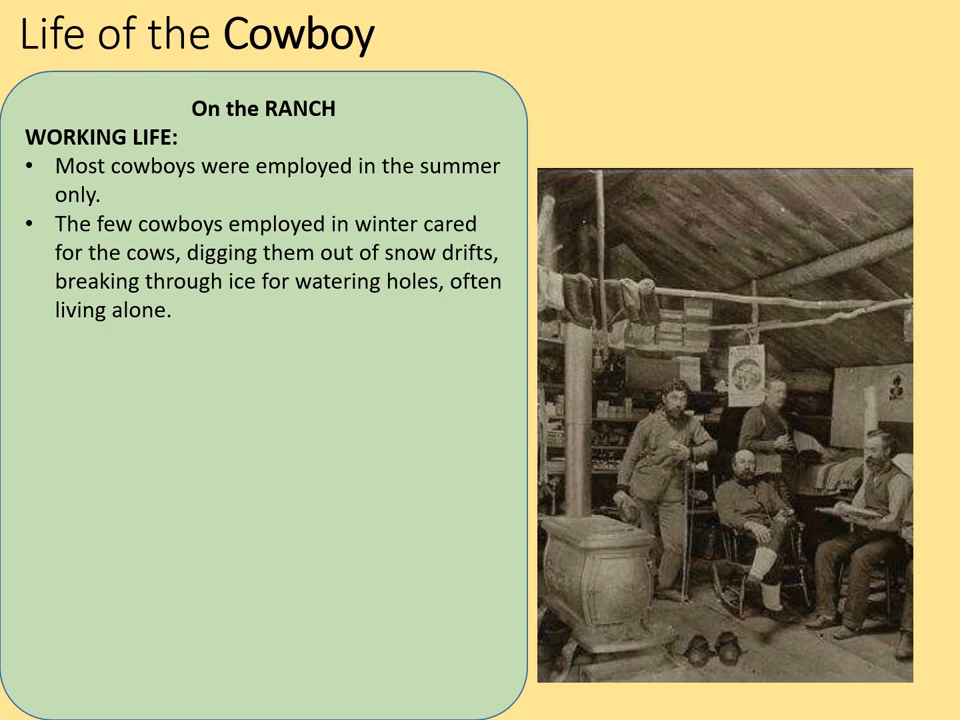 Life of the Cowboy
On the RANCH
WORKING LIFE:
• Most cowboys were employed in the summer
only.
• The few cowboys employed in winter cared
for the cows, digging them out of snow drifts,
breaking through ice for watering holes, often
living alone.